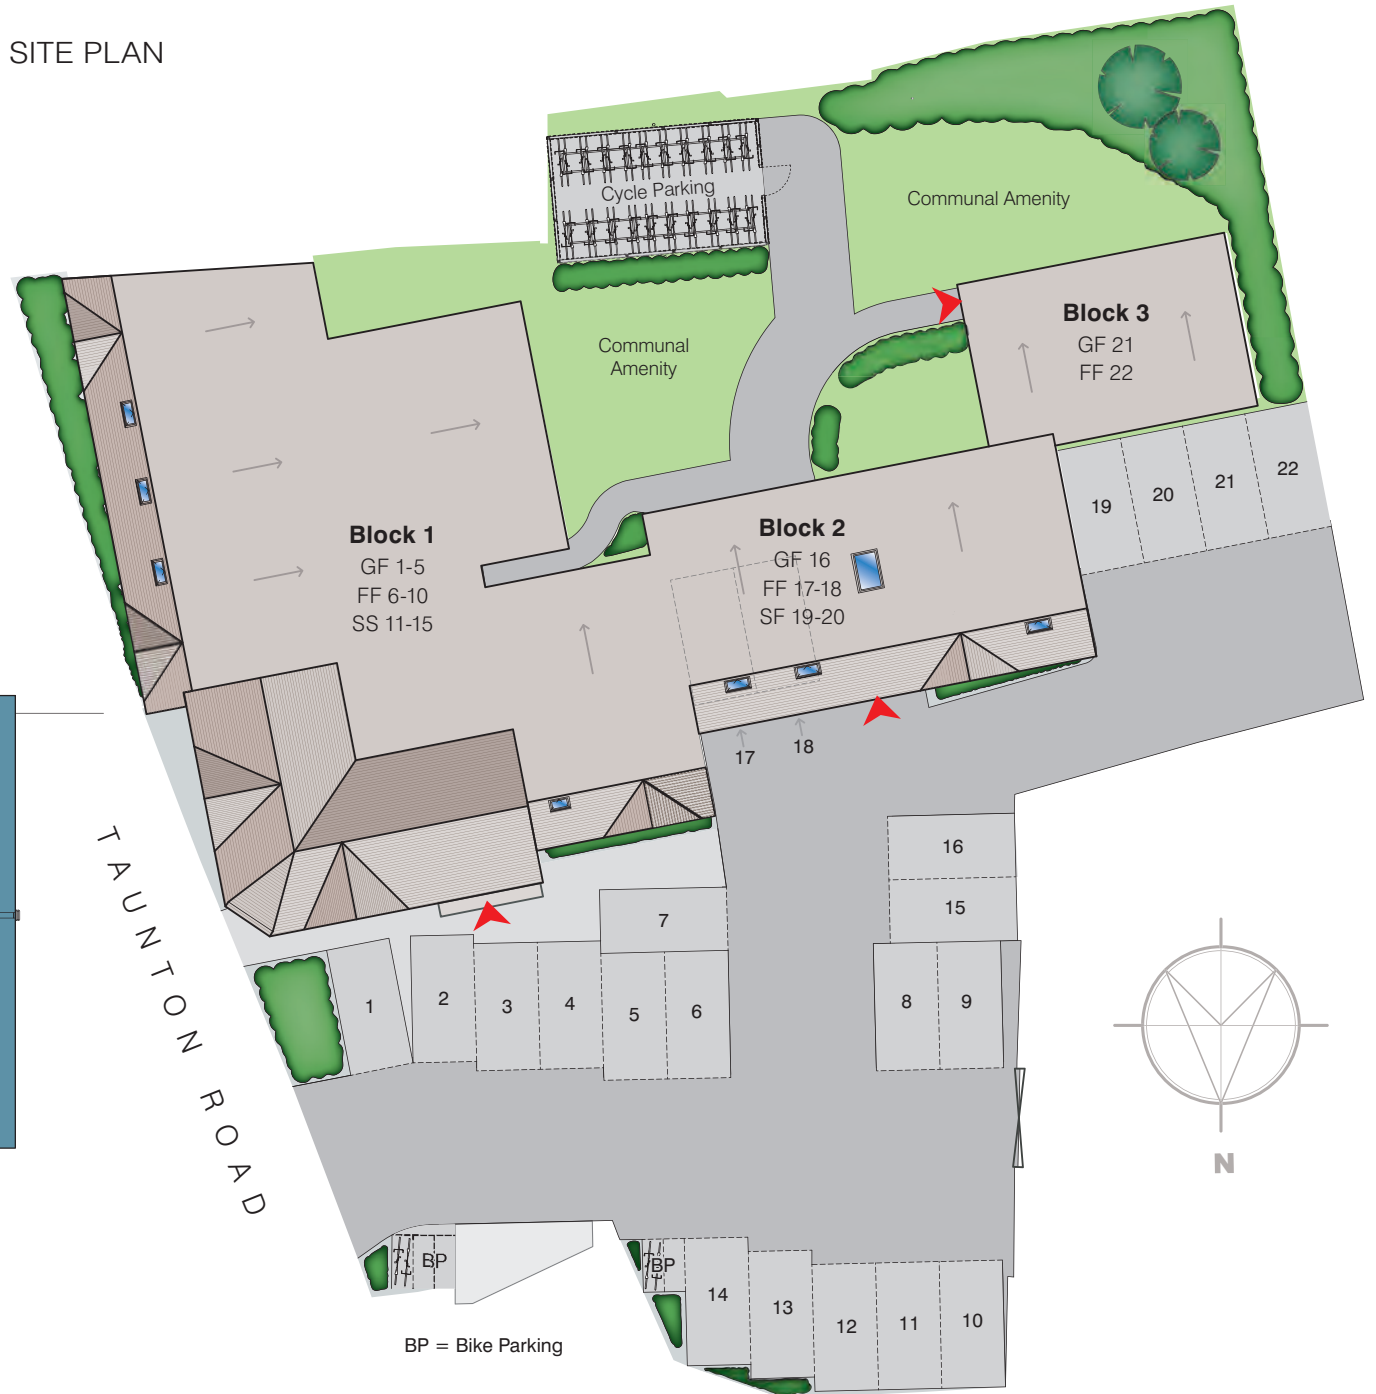 SITE PLAN
Cycle Parking
Communal Amenity
Communal
Amenity
Block 3
GF 21
FF 22
19
20
21
22
Block 1
GF 1-5
FF 6-10
SS 11-15
Block 2
GF 16
FF 17-18
SF 19-20
17
18
16
15
7
1
2
3
4
5
6
8
9
TAUNTON ROAD
N
BP
BP
14
13
12
11
10
BP = Bike Parking